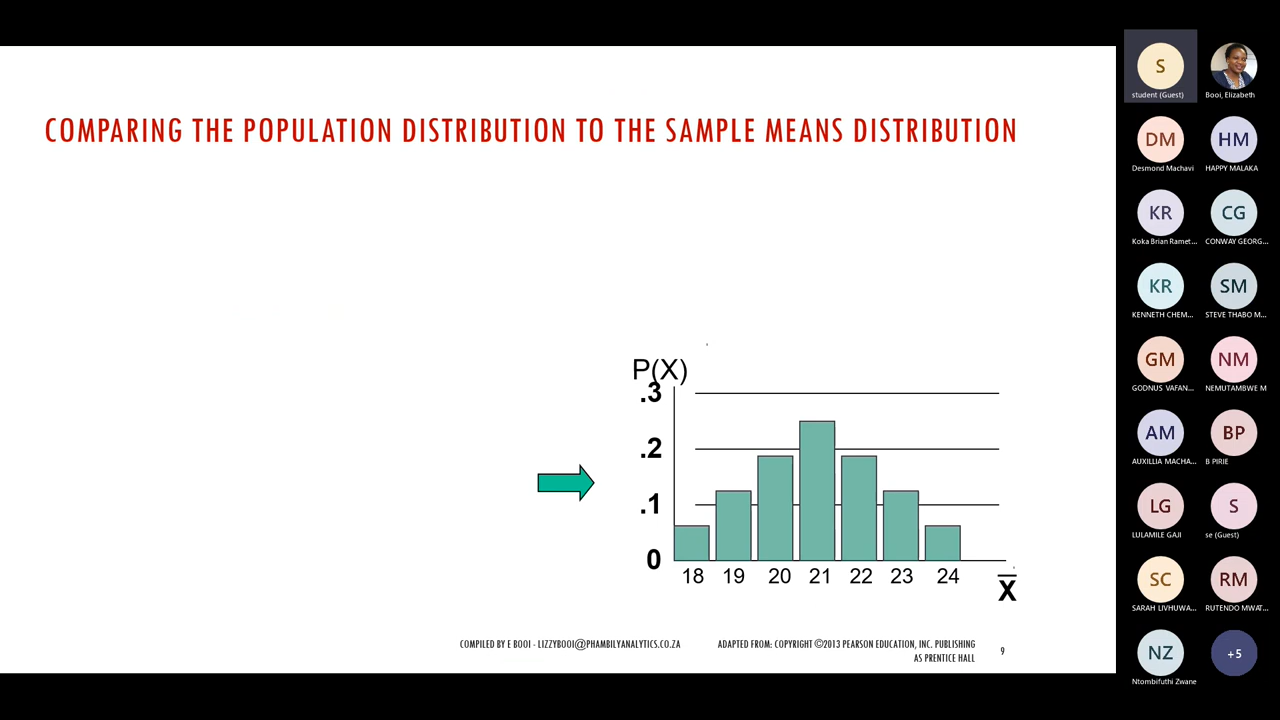 COMPARING THE POPULATION DISTRIBUTION TO THE SAMPLE MEANS DISTRIBUTION
P(X)
.3
.2
.1
0
18 19 20 21 22 23 24
X̅
COMPILED BY E BOOI - LIZZYBOOI@PHAMBILYANALYTICS.CO.ZA
ADAPTED FROM: COPYRIGHT ©2013 PEARSON EDUCATION, INC. PUBLISHING
AS PRENTICE HALL
9
S
student (Guest)
Booi, Elizabeth
DM
Desmond Machavi
HM
HAPPY MALAKA
KR
Koka Brian Ramet...
CG
CONWAY GEORG...
KR
KENNETH CHEM...
SM
STEVE THABO M...
GM
GODNUS VAFAN...
NM
NEMUTAMBWE M
AM
AUXILLIA MACHA...
BP
B PIRIE
LG
LULAMILE GAJI
S
se (Guest)
SC
SARAH LIVHUWA...
RM
RUTENDO MWAT...
NZ
Ntombifuthi Zwane
+5